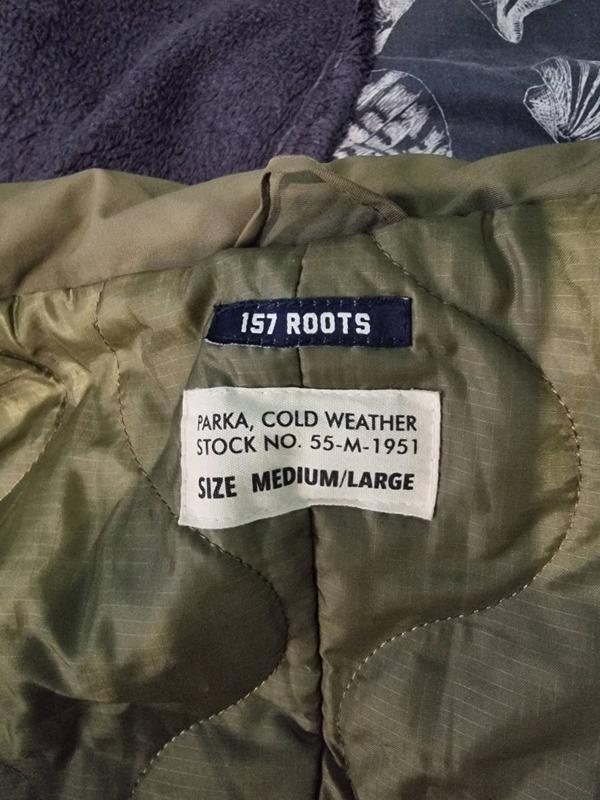 157 ROOTS
PARKA, COLD WEATHER
STOCK NO. 55-M-1951
SIZE MEDIUM/LARGE